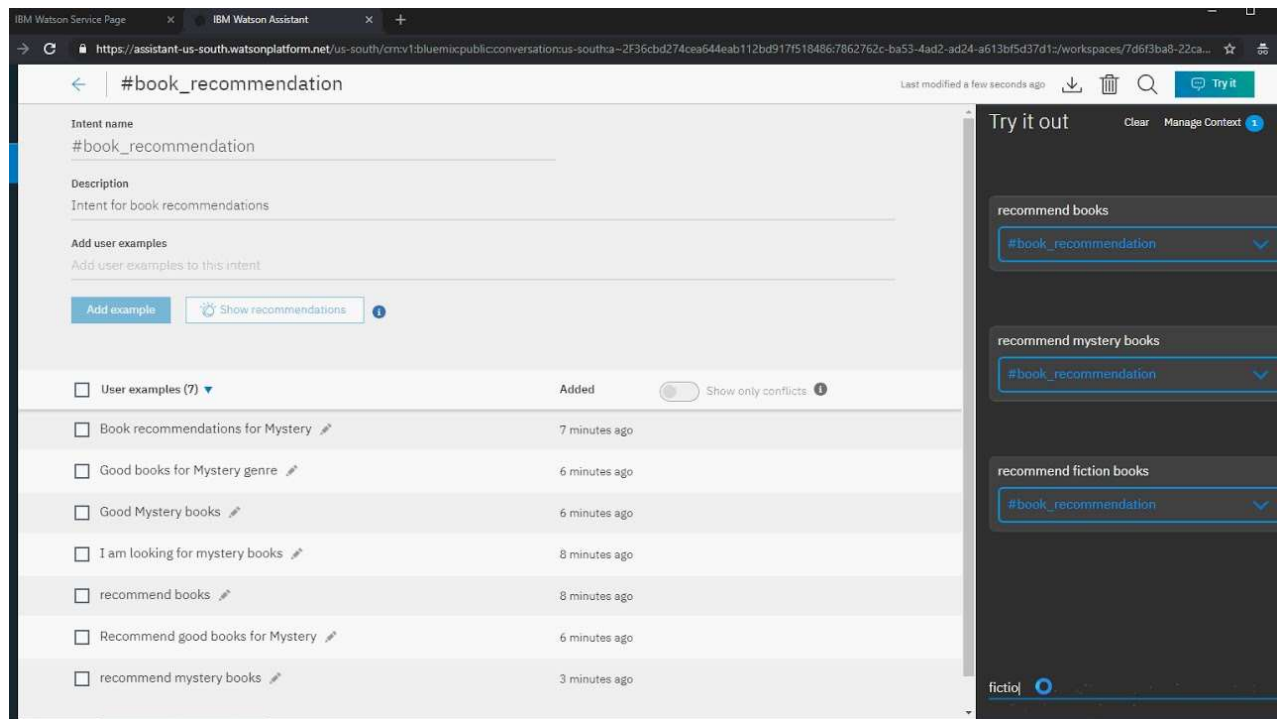 IBM Watson Service Page
IBM Watson Assistant
https://assistant-us-south.watsonplatform.net/us-south/crn:v1:bluemix:public:conversation:us-south:a~2F36cbd274cea644eab112bd917f518486:7862762c-ba53-4ad2-ad24-a613bf5d37d1::/workspaces/7d6f3ba8-22ca...
#book_recommendation
Last modified a few seconds ago
Try it
Intent name
#book_recommendation
Description
Intent for book recommendations
Add user examples
Add user examples to this intent
Add example
Show recommendations
User examples (7)
Added
Show only conflicts
Book recommendations for Mystery
7 minutes ago
Good books for Mystery genre
6 minutes ago
Good Mystery books
6 minutes ago
I am looking for mystery books
8 minutes ago
recommend books
8 minutes ago
Recommend good books for Mystery
6 minutes ago
recommend mystery books
3 minutes ago
Try it out
Clear
Manage Context
1
recommend books
#book_recommendation
recommend mystery books
#book_recommendation
recommend fiction books
#book_recommendation
fictio